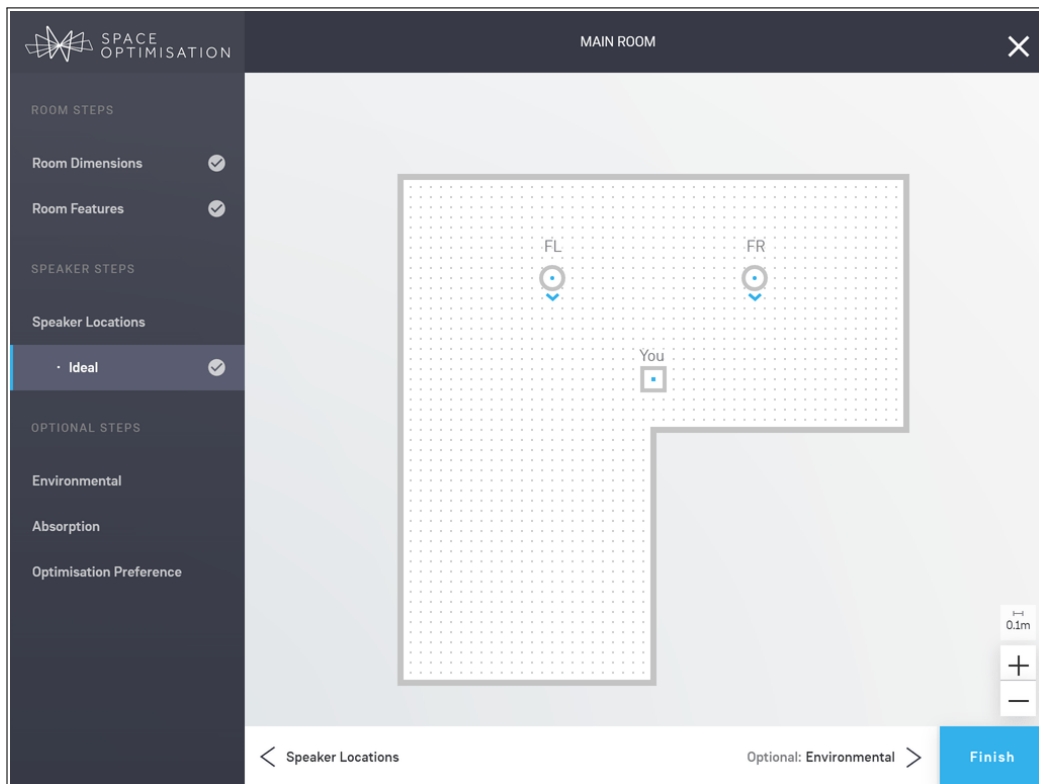 SPACE
OPTIMISATION
MAIN ROOM
ROOM STEPS
Room Dimensions
Room Features
SPEAKER STEPS
Speaker Locations
· Ideal
OPTIONAL STEPS
Environmental
Absorption
Optimisation Preference
FL
FR
You
0.1m
Speaker Locations
Optional: Environmental
Finish